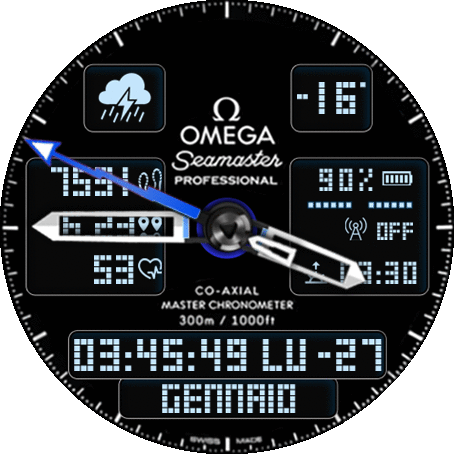 -16°
Ω
OMEGA
Seamaster
PROFESSIONAL
7591
90%
OFF
53
:30
CO-AXIAL
MASTER CHRONOMETER
300m / 1000ft
03:45:49 LU -27
GENNAIO
SWISS MADE